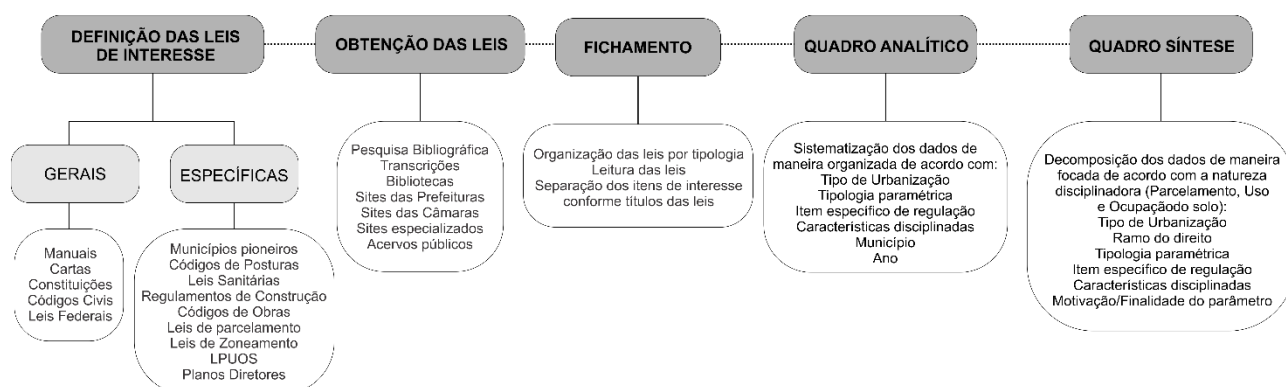 DEFINIÇÃO DAS LEIS
DE INTERESSE
OBTENÇÃO DAS LEIS
FICHAMENTO
QUADRO ANALÍTICO
QUADRO SÍNTESE
GERAIS
ESPECÍFICAS
Manuais
Cartas
Constituições
Códigos Civis
Leis Federais
Municípios pioneiros
Códigos de Posturas
Leis Sanitárias
Regulamentos de Construção
Códigos de Obras
Leis de parcelamento
Leis de Zoneamento
LPUOS
Planos Diretores
Pesquisa Bibliográfica
Transcrições
Bibliotecas
Sites das Prefeituras
Sites das Câmaras
Sites especializados
Acervos públicos
Organização das leis por tipologia
Leitura das leis
Separação dos itens de interesse
conforme títulos das leis
Sistematização dos dados de
maneira organizada de acordo com:
Tipo de Urbanização
Tipologia paramétrica
Item específico de regulação
Características disciplinadas
Município
Ano
Decomposição dos dados de maneira
focada de acordo com a natureza
disciplinadora (Parcelamento, Uso
e Ocupaçãodo solo):
Tipo de Urbanização
Ramo do direito
Tipologia paramétrica
Item específico de regulação
Características disciplinadas
Motivação/Finalidade do parâmetro